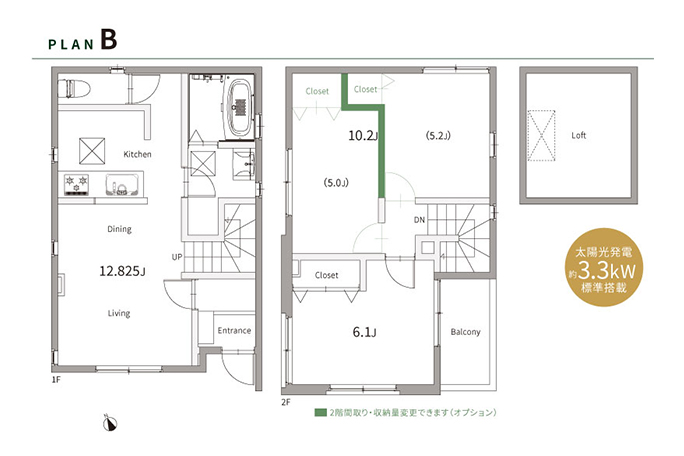 PLAN B
Kitchen
Dining
12.825J
UP
Living
Entrance
1F
Closet
Closet
10.2J
(5.2J)
(5.0J)
DN
Closet
6.1J
Balcony
2F
Loft
太陽光発電
約3.3kW
標準搭載
2階間取り・収納量変更できます(オプション)